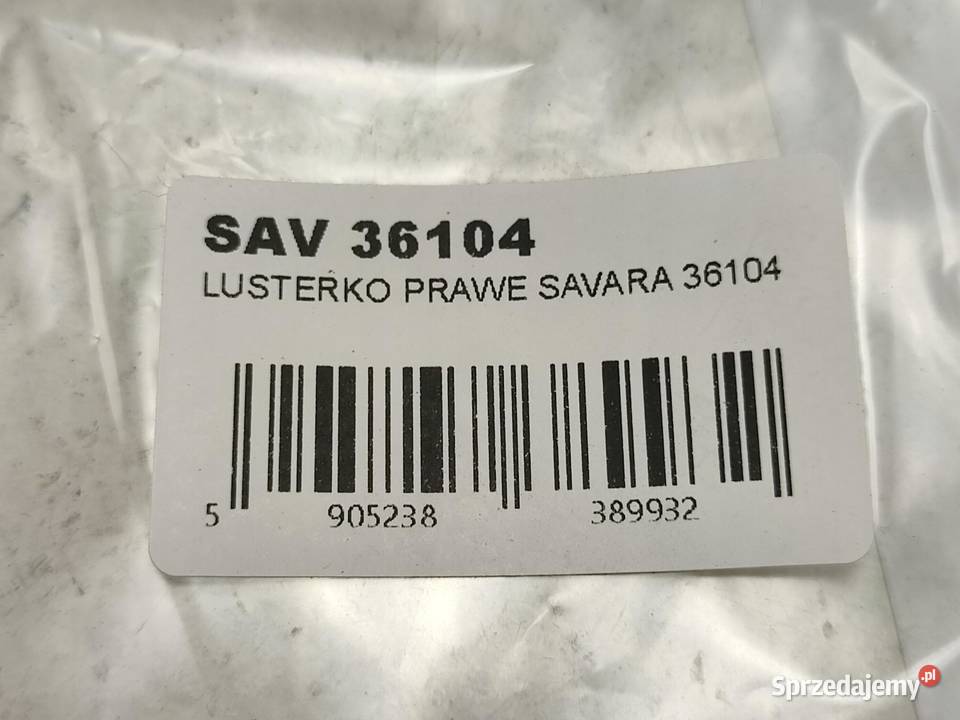 SAV 36104
LUSTERKO PRAWE SAVARA 36104
5 905238 389932
Sprzedajemy.pl